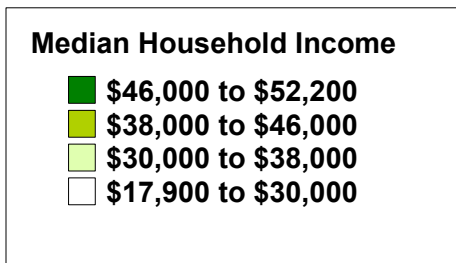 Median Household Income
$46,000 to $52,200
$38,000 to $46,000
$30,000 to $38,000
$17,900 to $30,000